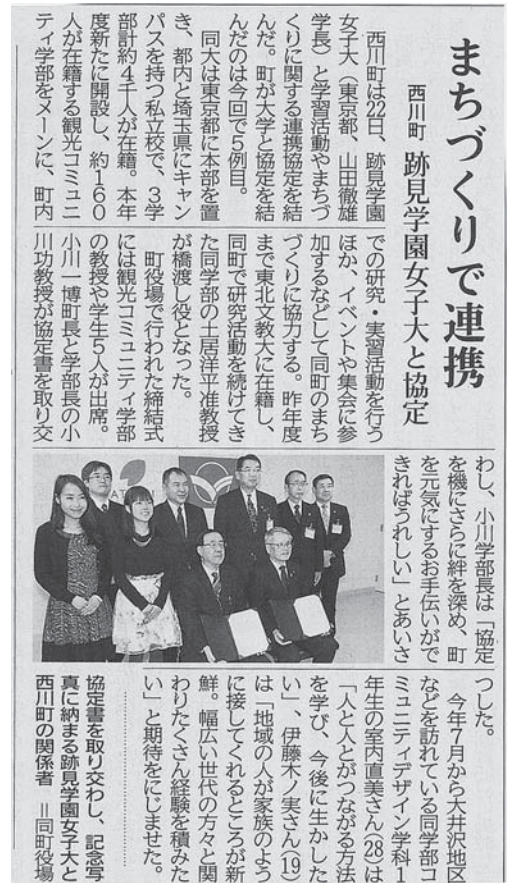 まちづくりで連携
西川町 跡見学園女子大と協定
西川町は22日、跡見学園
女子大（東京都、山田徹雄
学長）と学習活動やまちづ
くりに関する連携協定を結
んだ。町が大学と協定を結
んだのは今回で5例目。
同大は東京都に本部を置
き、都内と埼玉県にキャン
パスを持つ私立校で、3学
部計約4千人が在籍。本年
度新たに開設し、約160
人が在籍する観光コミュニ
ティ学部をメーンに、町内
での研究・実習活動を行う
ほか、イベントや集会に参
加するなどして同町のまち
づくりに協力する。昨年度
まで東北文教大に在籍し、
同町で研究活動を続けてき
た同学部の土居洋平准教授
が橋渡し役となった。
町役場で行われた締結式
には観光コミュニティ学部
の教授や学生5人が出席。
小川一博町長と学部長の小
川功教授が協定書を取り交
わし、小川学部長は「協定
を機にさらに絆を深め、町
を元気にするお手伝いがで
きればうれしい」とあいさ
つした。
今年7月から大井沢地区
などを訪れている同学部コ
ミュニティデザイン学科1
年生の室内直美さん(28)は
「人と人とがつながる方法
を学び、今後に生かした
い」、伊藤木ノ実さん(19)
は「地域の人が家族のよう
に接してくれるところが新
鮮。幅広い世代の方々と関
わりたくさん経験を積みた
い」と期待をにじませた。
協定書を取り交わし、記念写
真に納まる跡見学園女子大と
西川町の関係者 ＝同町役場